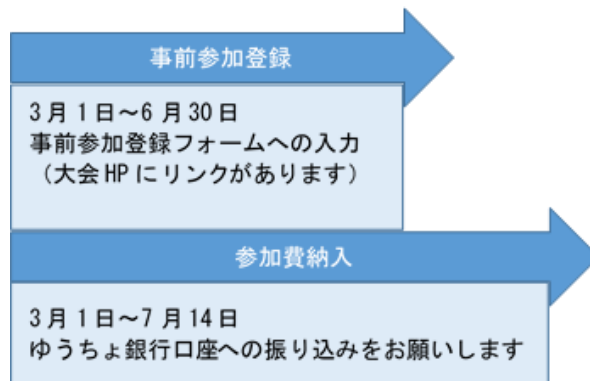 事前参加登録
3月1日～6月30日
事前参加登録フォームへの入力
（大会HPにリンクがあります）
参加費納入
3月1日～7月14日
ゆうちょ銀行口座への振り込みをお願いします